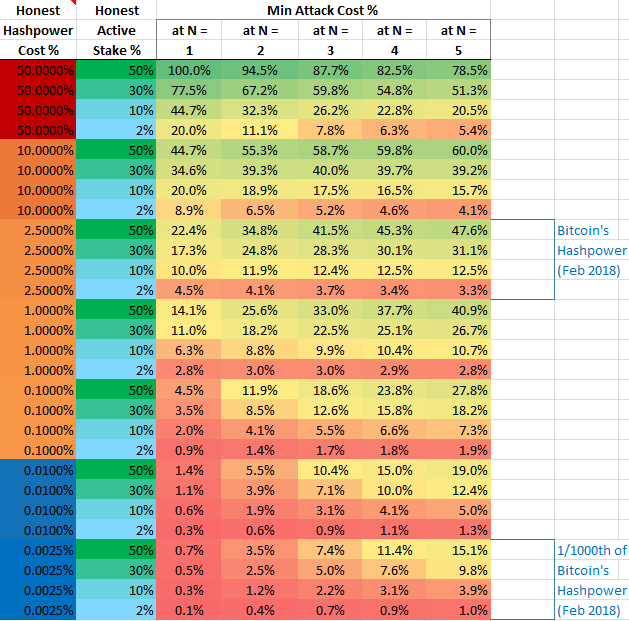 Honest Honest Min Attack Cost %
Hashpower Active at N = at N = at N = at N = at N =
Cost % Stake % 1 2 3 4 5
50.0000% 50% 100.0% 94.5% 87.7% 82.5% 78.5%
50.0000% 30% 77.5% 67.2% 59.8% 54.8% 51.3%
50.0000% 10% 44.7% 32.3% 26.2% 22.8% 20.5%
50.0000% 2% 20.0% 11.1% 7.8% 6.3% 5.4%
10.0000% 50% 44.7% 55.3% 58.7% 59.8% 60.0%
10.0000% 30% 34.6% 39.3% 40.0% 39.7% 39.2%
10.0000% 10% 20.0% 18.9% 17.5% 16.5% 15.7%
10.0000% 2% 8.9% 6.5% 5.2% 4.6% 4.1%
2.5000% 50% 22.4% 34.8% 41.5% 45.3% 47.6% Bitcoin's
2.5000% 30% 17.3% 24.8% 28.3% 30.1% 31.1% Hashpower
2.5000% 10% 10.0% 11.9% 12.4% 12.5% 12.5% (Feb 2018)
2.5000% 2% 4.5% 4.1% 3.7% 3.4% 3.3%
1.0000% 50% 14.1% 25.6% 33.0% 37.7% 40.9%
1.0000% 30% 11.0% 18.2% 22.5% 25.1% 26.7%
1.0000% 10% 6.3% 8.8% 9.9% 10.4% 10.7%
1.0000% 2% 2.8% 3.0% 3.0% 2.9% 2.8%
0.1000% 50% 4.5% 11.9% 18.6% 23.8% 27.8%
0.1000% 30% 3.5% 8.5% 12.6% 15.8% 18.2%
0.1000% 10% 2.0% 4.1% 5.5% 6.6% 7.3%
0.1000% 2% 0.9% 1.4% 1.7% 1.8% 1.9%
0.0100% 50% 1.4% 5.5% 10.4% 15.0% 19.0%
0.0100% 30% 1.1% 3.9% 7.1% 10.0% 12.4%
0.0100% 10% 0.6% 1.9% 3.1% 4.1% 5.0%
0.0100% 2% 0.3% 0.6% 0.9% 1.1% 1.3%
0.0025% 50% 0.7% 3.5% 7.4% 11.4% 15.1% 1/1000th of
0.0025% 30% 0.5% 2.5% 5.0% 7.6% 9.8% Bitcoin's
0.0025% 10% 0.3% 1.2% 2.2% 3.1% 3.9% Hashpower
0.0025% 2% 0.1% 0.4% 0.7% 0.9% 1.0% (Feb 2018)